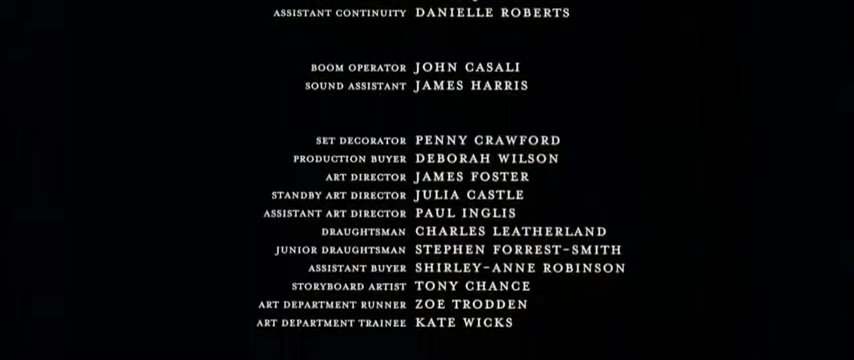 ASSISTANT CONTINUITY DANIELLE ROBERTS
BOOM OPERATOR JOHN CASALI
SOUND ASSISTANT JAMES HARRIS
SET DECORATOR PENNY CRAWFORD
PRODUCTION BUYER DEBORAH WILSON
ART DIRECTOR JAMES FOSTER
STANDBY ART DIRECTOR JULIA CASTLE
ASSISTANT ART DIRECTOR PAUL INGLIS
DRAUGHTSMAN CHARLES LEATHERLAND
JUNIOR DRAUGHTSMAN STEPHEN FORREST-SMITH
ASSISTANT BUYER SHIRLEY-ANNE ROBINSON
STORYBOARD ARTIST TONY CHANCE
ART DEPARTMENT RUNNER ZOE TRODDEN
ART DEPARTMENT TRAINEE KATE WICKS